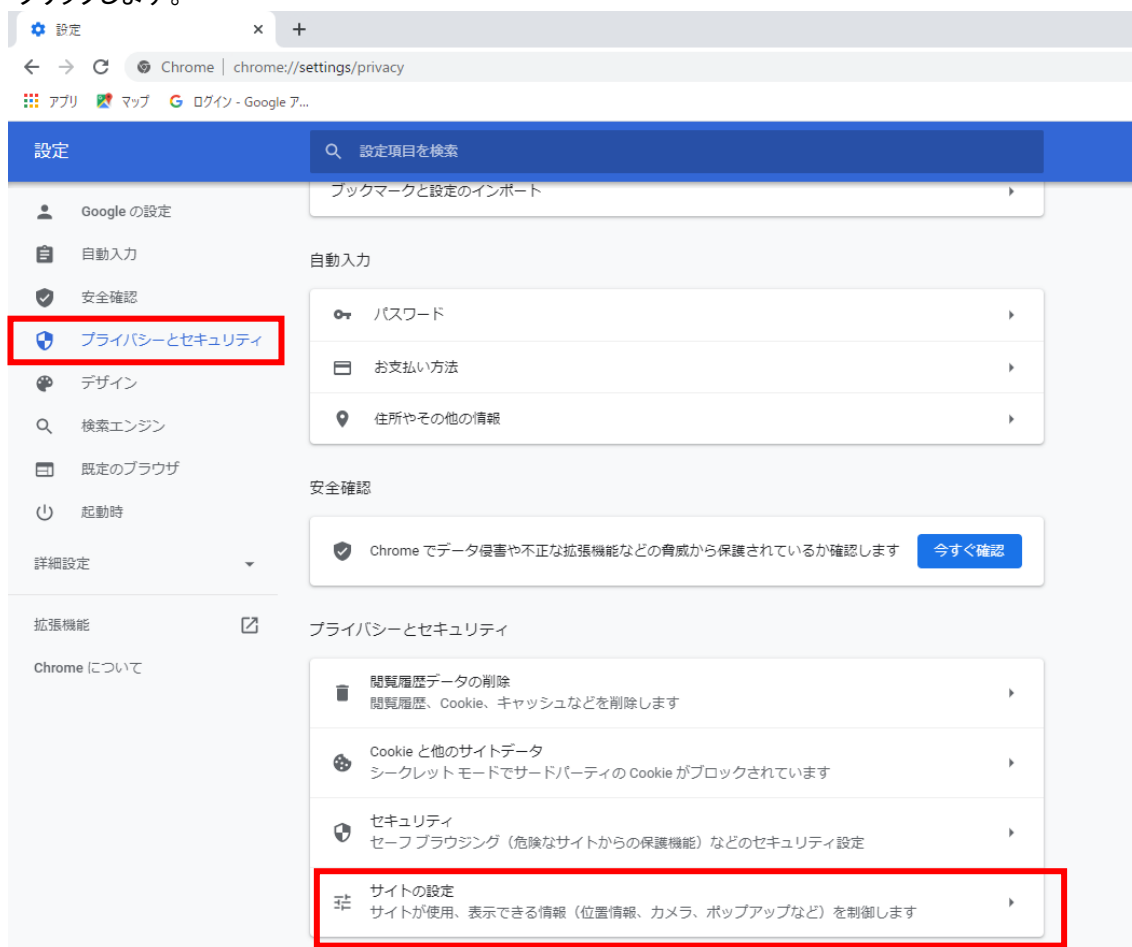 クリックします。
設定
Chrome | chrome://settings/privacy
アプリ マップ ログイン - Google ア...
設定
設定項目を検索
Google の設定
自動入力
安全確認
プライバシーとセキュリティ
デザイン
検索エンジン
既定のブラウザ
起動時
詳細設定
拡張機能
Chrome について
ブックマークと設定のインポート
自動入力
パスワード
お支払い方法
住所やその他の情報
安全確認
Chrome でデータ侵害や不正な拡張機能などの脅威から保護されているか確認します 今すぐ確認
プライバシーとセキュリティ
閲覧履歴データの削除
閲覧履歴、Cookie、キャッシュなどを削除します
Cookie と他のサイトデータ
シークレット モードでサードパーティの Cookie がブロックされています
セキュリティ
セーフ ブラウジング（危険なサイトからの保護機能）などのセキュリティ設定
サイトの設定
サイトが使用、表示できる情報（位置情報、カメラ、ポップアップなど）を制御します